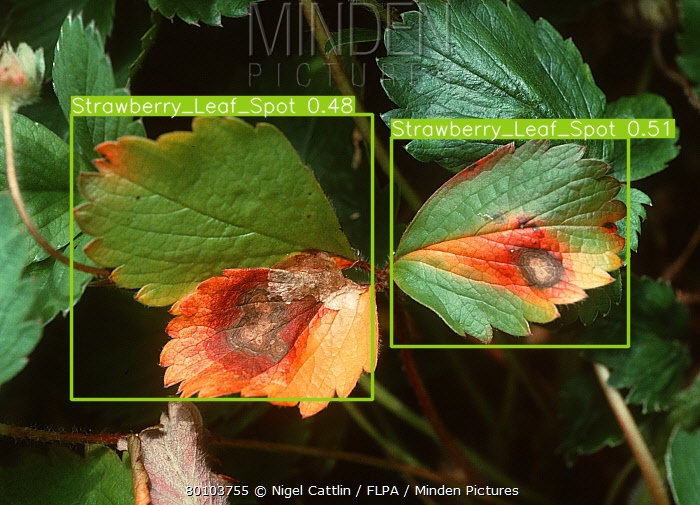 MINDEN
PICTURES
Strawberry_Leaf_Spot 0.48
Strawberry_Leaf_Spot 0.51
80103755 © Nigel Cattlin / FLPA / Minden Pictures